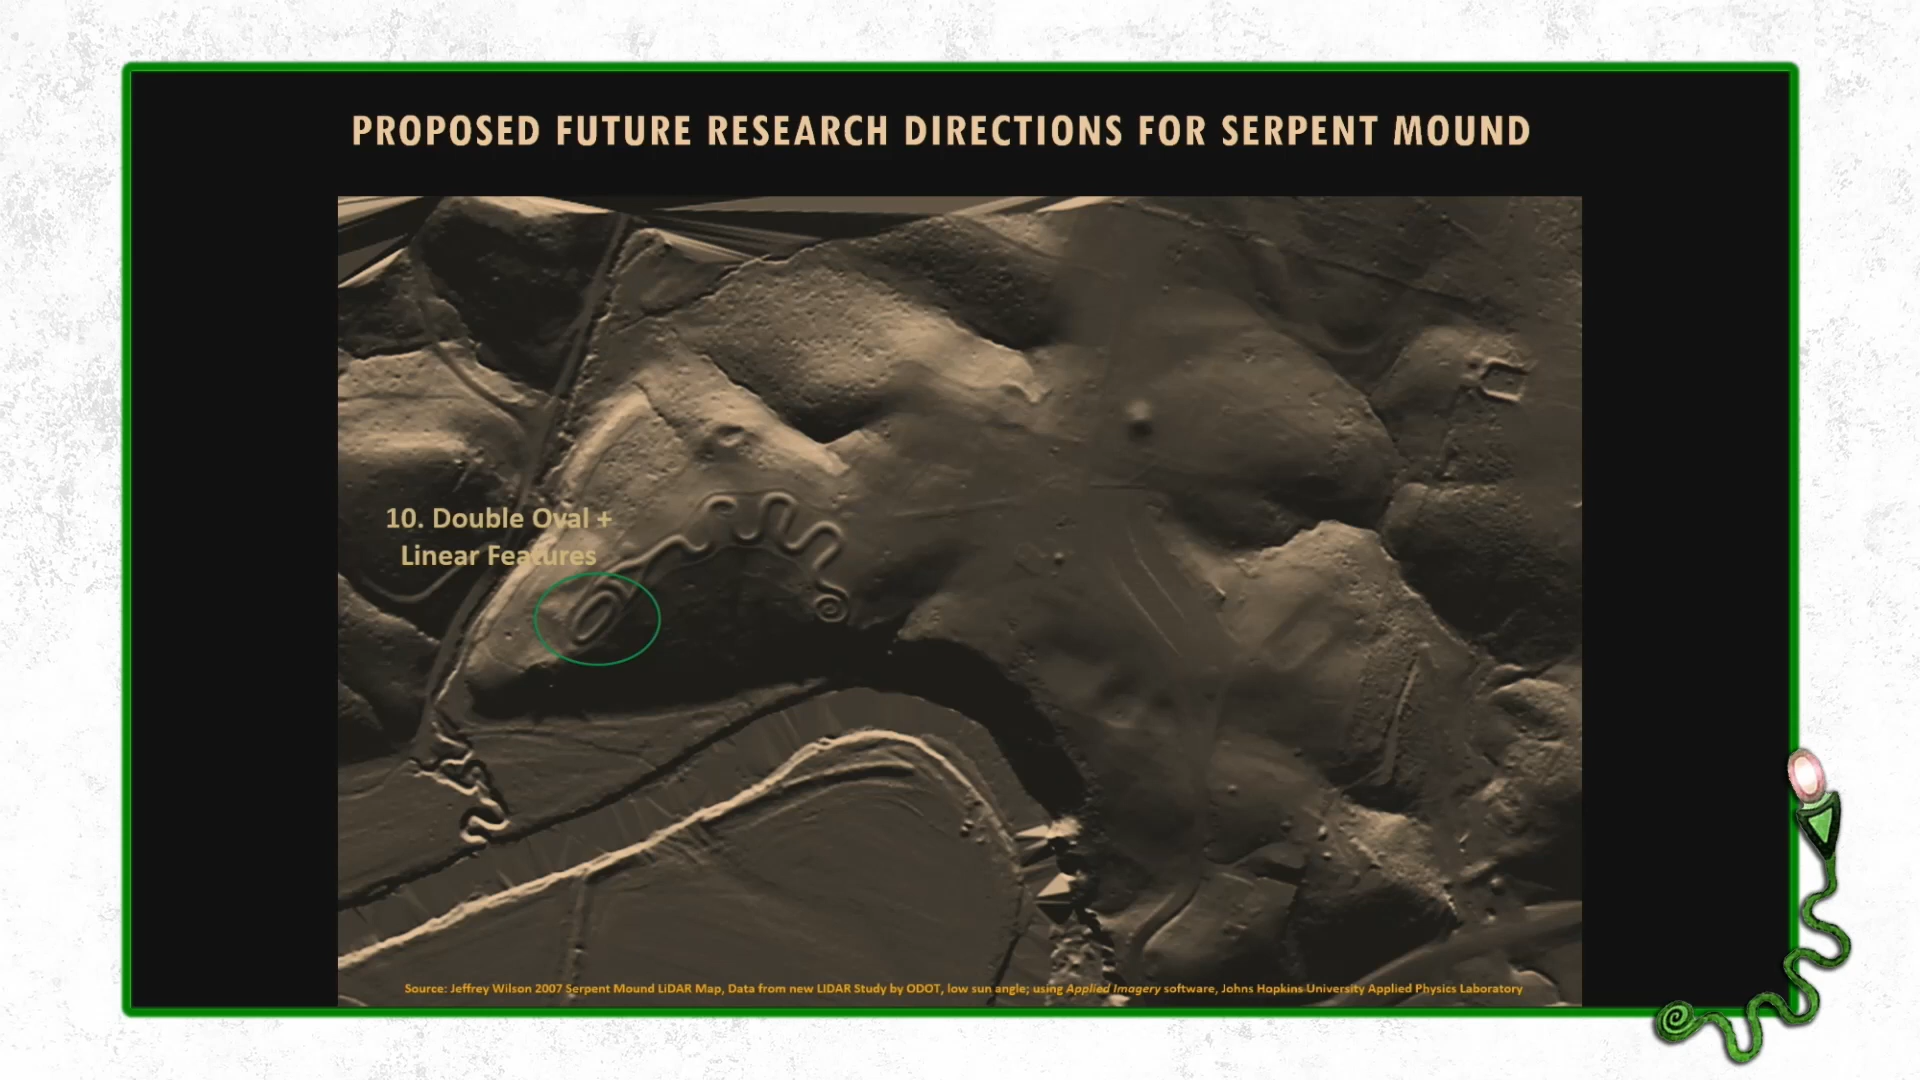 PROPOSED FUTURE RESEARCH DIRECTIONS FOR SERPENT MOUND
10. Double Oval +
Linear Features
Source: Jeffrey Wilson 2007 Serpent Mound LiDAR Map, Data from new LIDAR Study by ODOT, low sun angle; using Applied Imagery software, Johns Hopkins University Applied Physics Laboratory